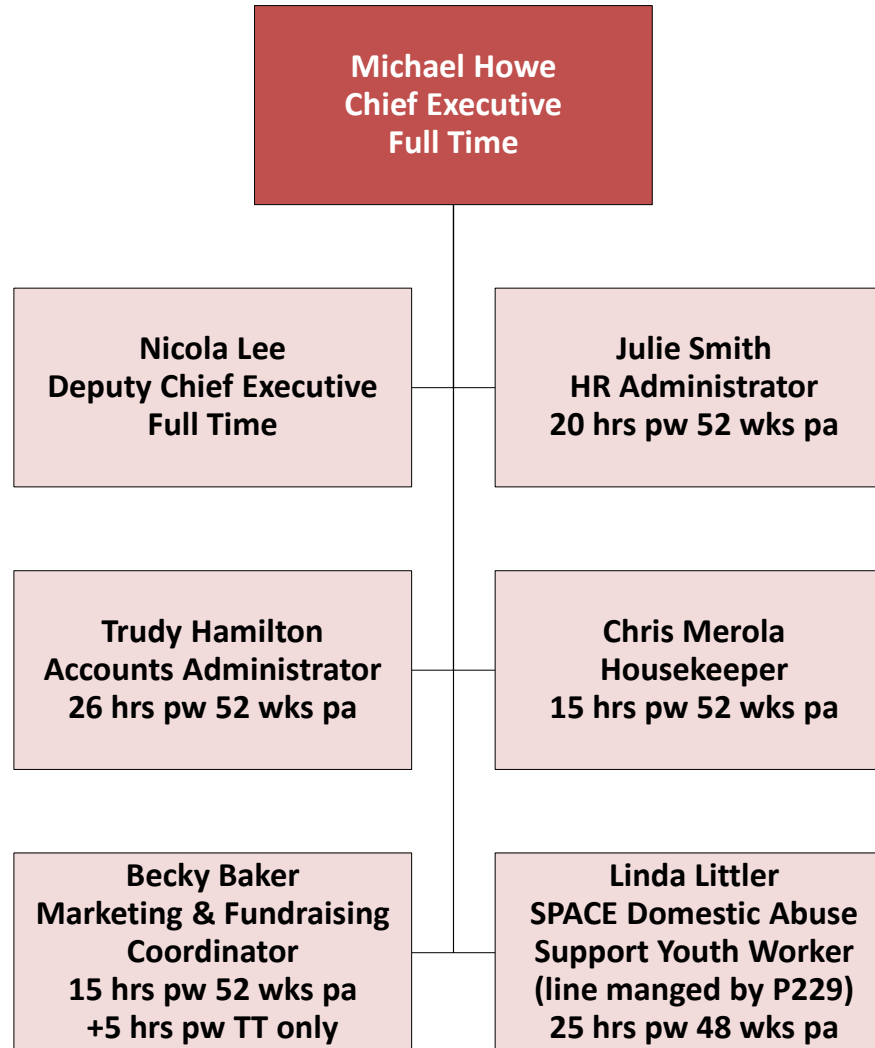 Michael Howe
Chief Executive
Full Time
Nicola Lee
Deputy Chief Executive
Full Time
Julie Smith
HR Administrator
20 hrs pw 52 wks pa
Trudy Hamilton
Accounts Administrator
26 hrs pw 52 wks pa
Chris Merola
Housekeeper
15 hrs pw 52 wks pa
Becky Baker
Marketing & Fundraising
Coordinator
15 hrs pw 52 wks pa
+5 hrs pw TT only
Linda Littler
SPACE Domestic Abuse
Support Youth Worker
(line manged by P229)
25 hrs pw 48 wks pa